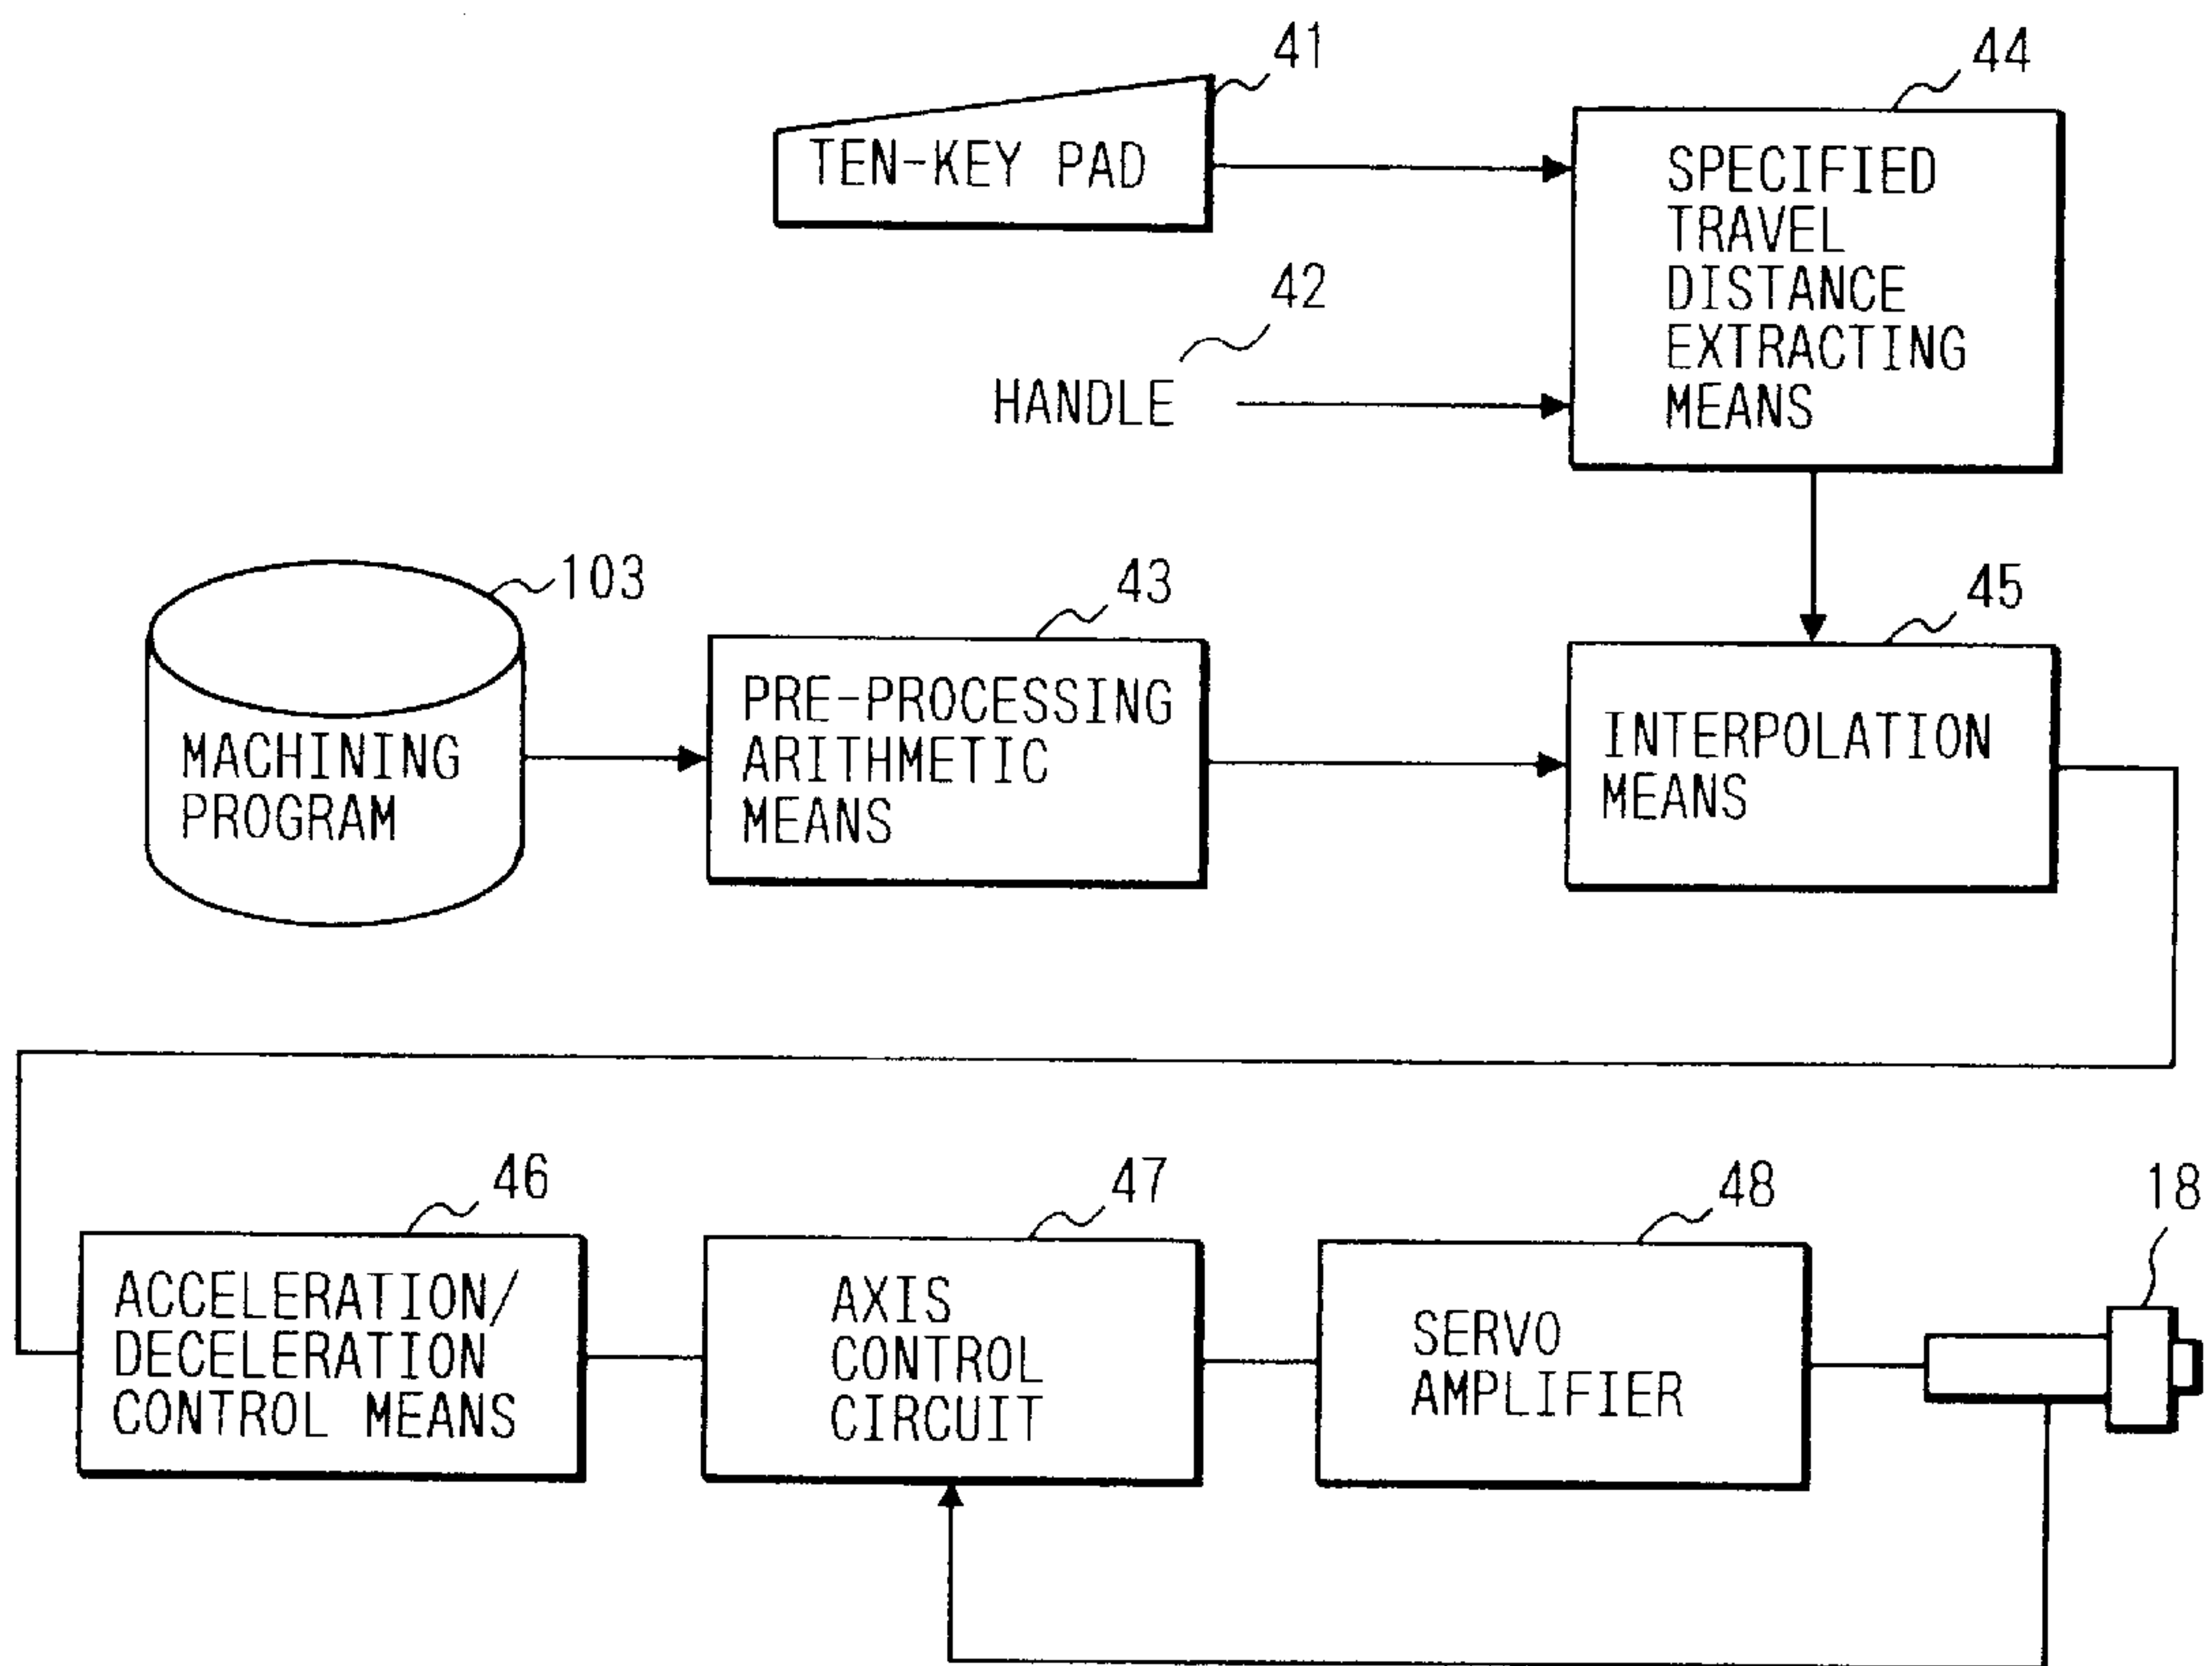 41
44
TEN-KEY PAD
SPECIFIED
TRAVEL
DISTANCE
EXTRACTING
MEANS
42
HANDLE
103
43
45
MACHINING
PROGRAM
PRE-PROCESSING
ARITHMETIC
MEANS
INTERPOLATION
MEANS
46
47
48
18
ACCELERATION/
DECELERATION
CONTROL MEANS
AXIS
CONTROL
CIRCUIT
SERVO
AMPLIFIER